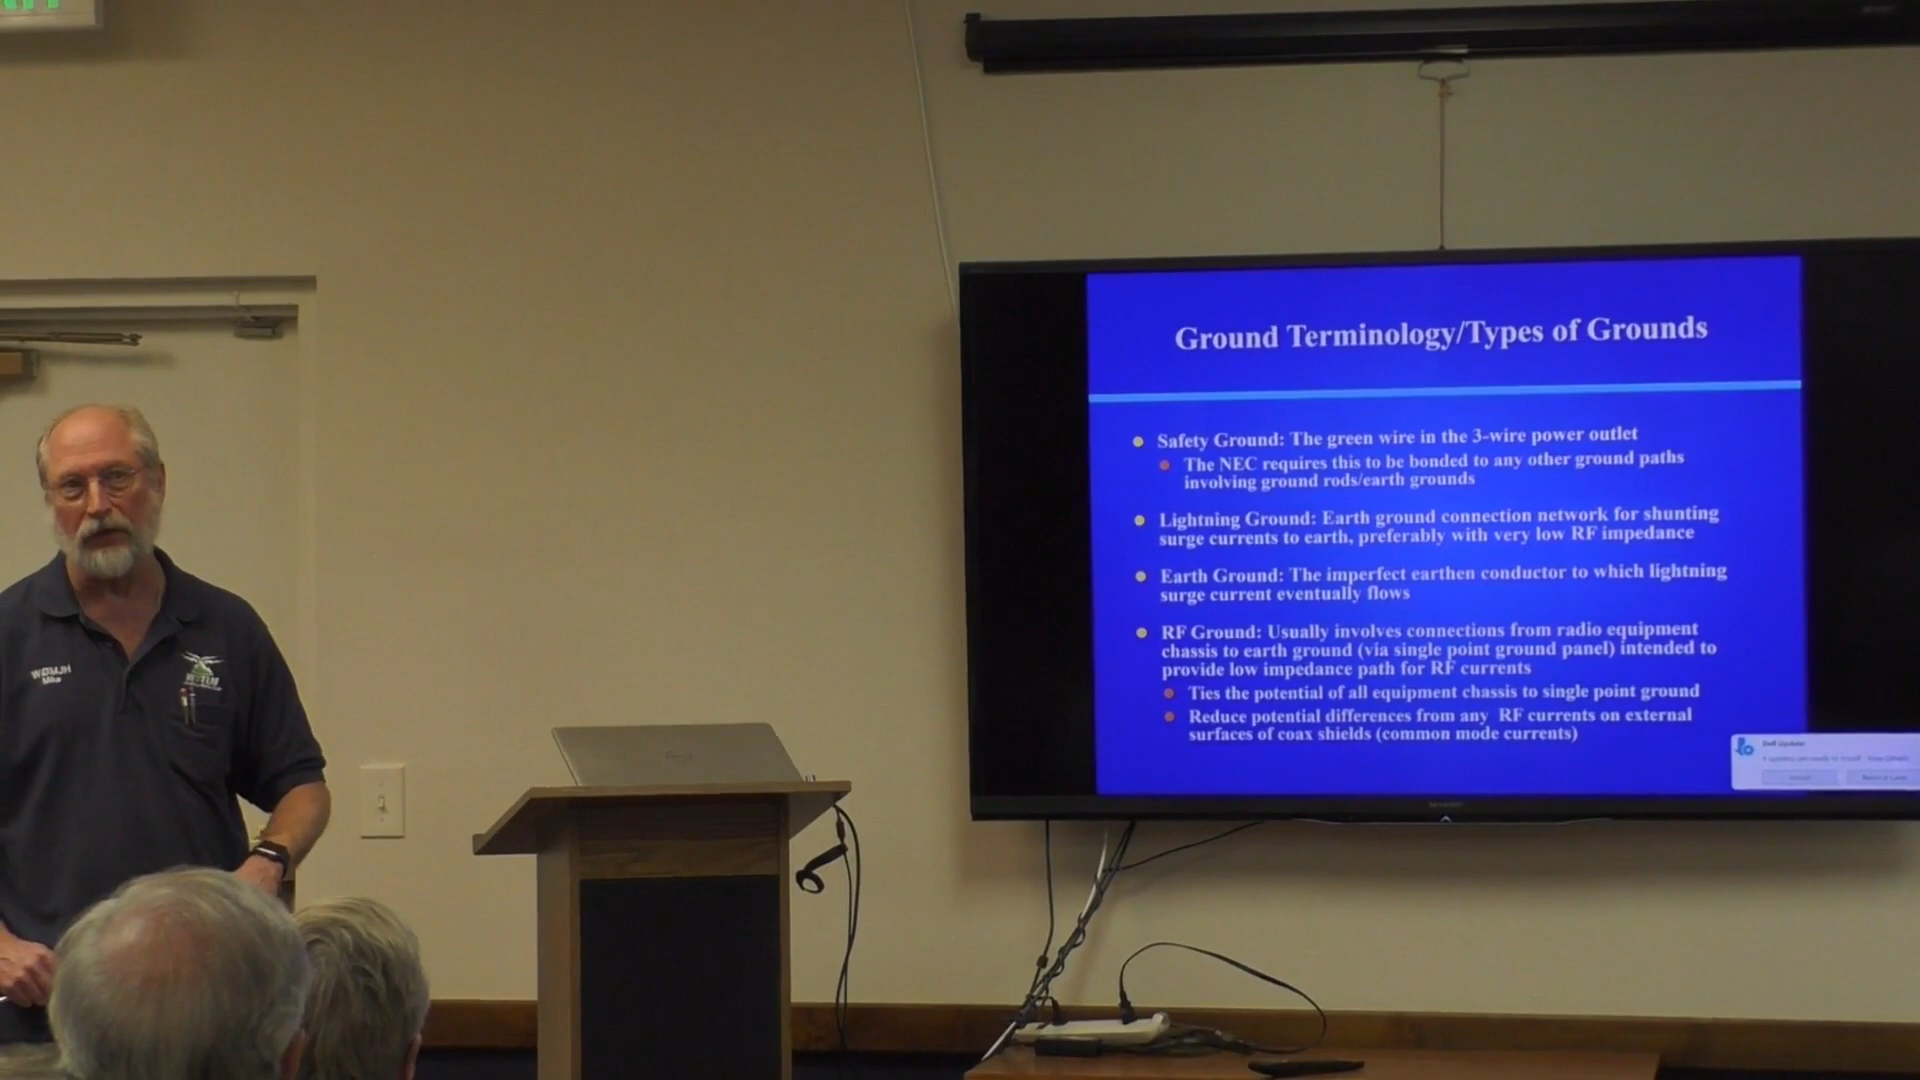 Ground Terminology/Types of Grounds
Safety Ground: The green wire in the 3-wire power outlet
The NEC requires this to be bonded to any other ground paths
involving ground rods/earth grounds
Lightning Ground: Earth ground connection network for shunting
surge currents to earth, preferably with very low RF impedance
Earth Ground: The imperfect earthen conductor to which lightning
surge current eventually flows
RF Ground: Usually involves connections from radio equipment
chassis to earth ground (via single point ground panel) intended to
provide low impedance path for RF currents
Ties the potential of all equipment chassis to single point ground
Reduce potential differences from any RF currents on external
surfaces of coax shields (common mode currents)
Dell Update
WØMJH
Mike